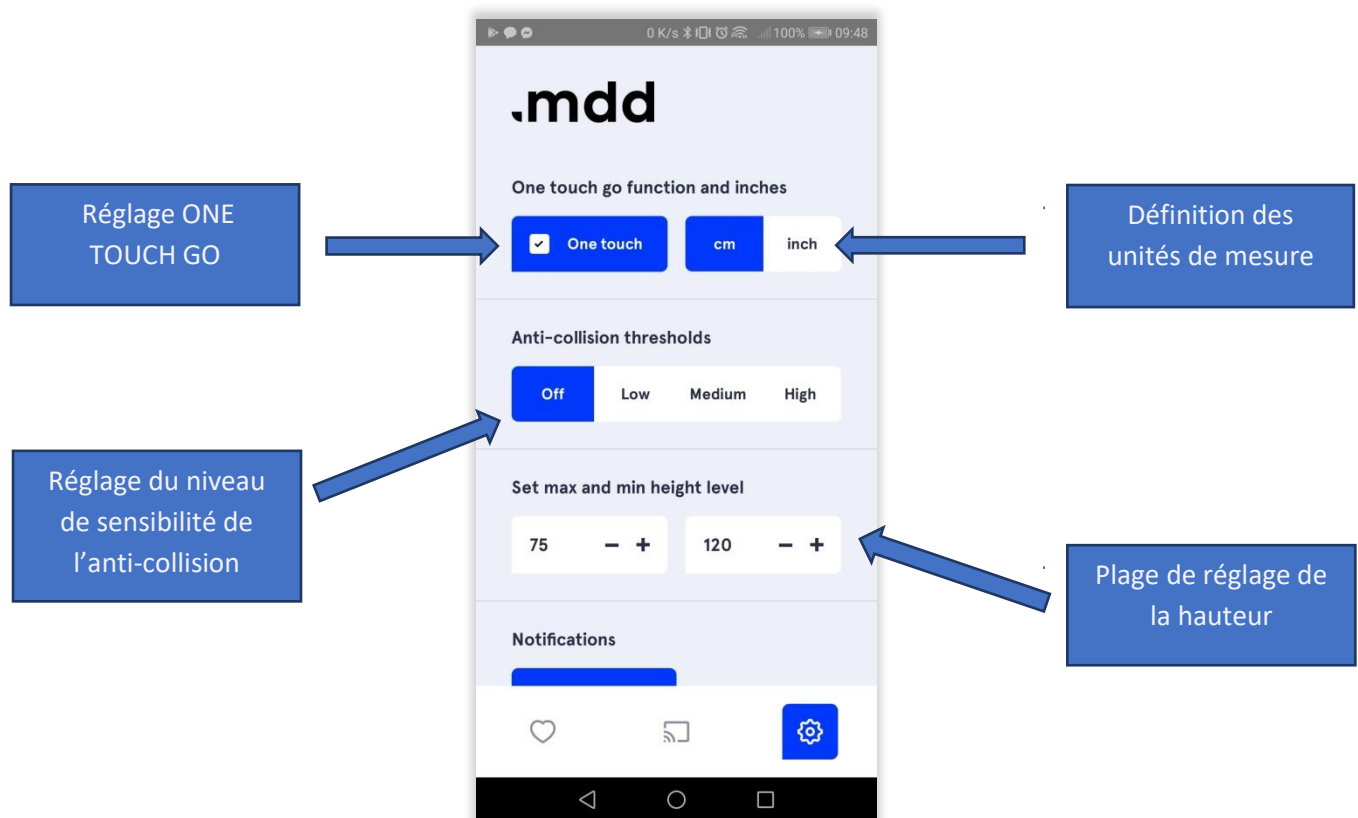 0 K/s 100% 09:48
.mdd
One touch go function and inches
One touch
cm
inch
Anti-collision thresholds
Off
Low
Medium
High
Set max and min height level
75 − +
120 − +
Notifications
Réglage ONE
TOUCH GO
Réglage du niveau
de sensibilité de
l’anti-collision
Définition des
unités de mesure
Plage de réglage de
la hauteur